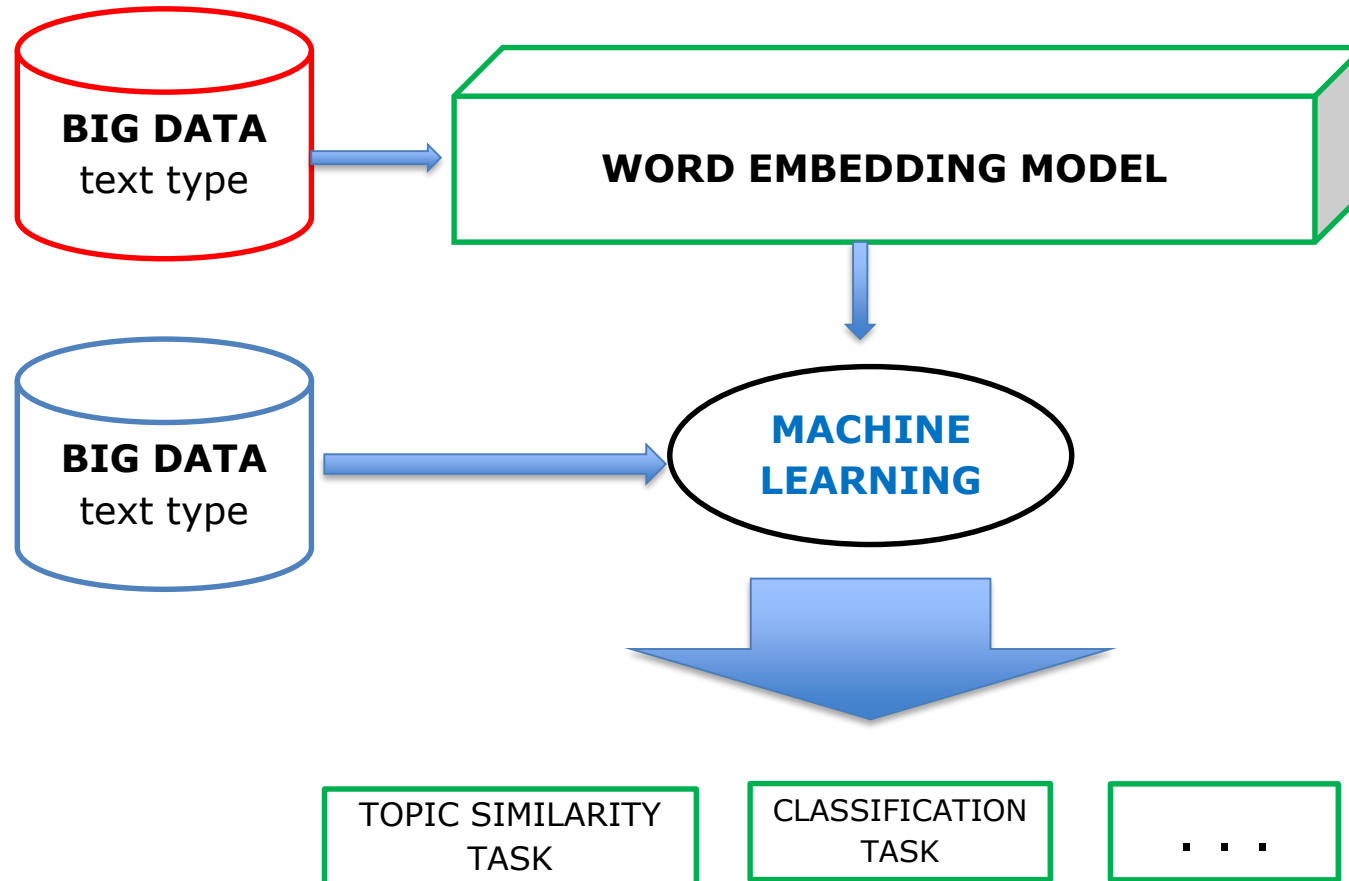 BIG DATA
text type
WORD EMBEDDING MODEL
BIG DATA
text type
MACHINE
LEARNING
TOPIC SIMILARITY
TASK
CLASSIFICATION
TASK
. . .